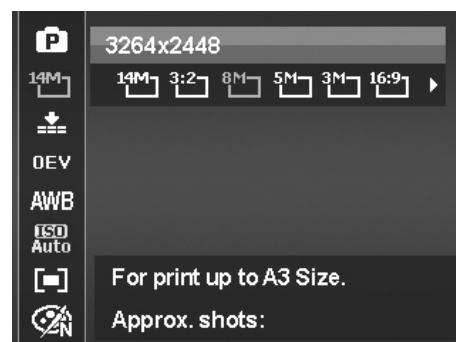 P
3264x2448
14M
14M 3:2 8M 5M 3M 16:9
0EV
AWB
ISO
Auto
For print up to A3 Size.
N
Approx. shots: